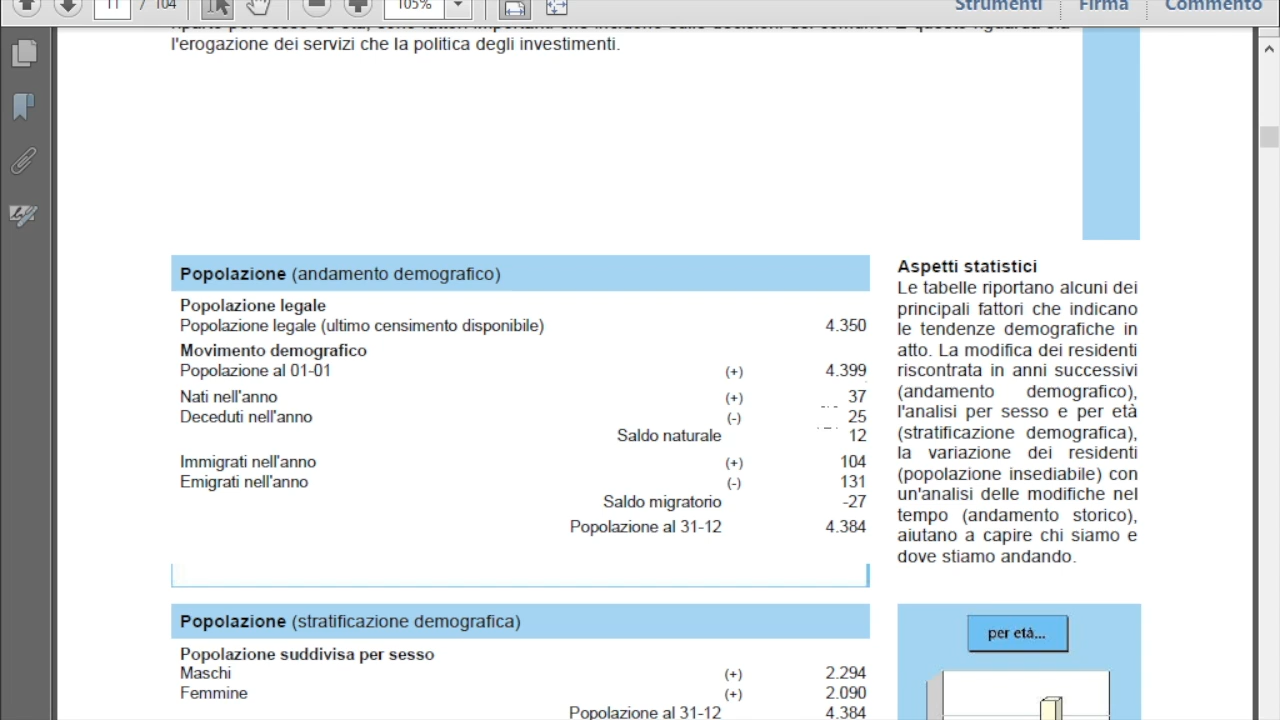 11 / 104
105%
Strumenti
Firma
Commento
l'erogazione dei servizi che la politica degli investimenti.
Popolazione (andamento demografico)
Popolazione legale
Popolazione legale (ultimo censimento disponibile) 4.350
Movimento demografico
Popolazione al 01-01 (+) 4.399
Nati nell'anno (+) 37
Deceduti nell'anno (-) 25
Saldo naturale 12
Immigrati nell'anno (+) 104
Emigrati nell'anno (-) 131
Saldo migratorio -27
Popolazione al 31-12 4.384
Aspetti statistici
Le tabelle riportano alcuni dei
principali fattori che indicano
le tendenze demografiche in
atto. La modifica dei residenti
riscontrata in anni successivi
(andamento demografico),
l'analisi per sesso e per età
(stratificazione demografica),
la variazione dei residenti
(popolazione insediabile) con
un'analisi delle modifiche nel
tempo (andamento storico),
aiutano a capire chi siamo e
dove stiamo andando.
Popolazione (stratificazione demografica)
Popolazione suddivisa per sesso
Maschi (+) 2.294
Femmine (+) 2.090
Popolazione al 31-12 4.384
per età...